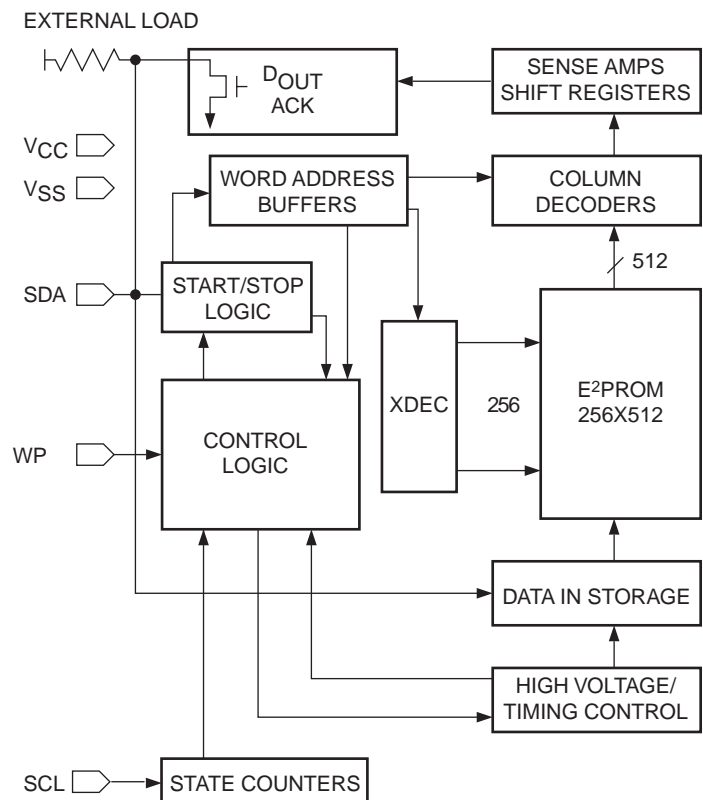 EXTERNAL LOAD
DOUT
ACK
SENSE AMPS
SHIFT REGISTERS
VCC
VSS
WORD ADDRESS
BUFFERS
COLUMN
DECODERS
512
SDA
START/STOP
LOGIC
XDEC
256
E²PROM
256X512
WP
CONTROL
LOGIC
DATA IN STORAGE
HIGH VOLTAGE/
TIMING CONTROL
SCL
STATE COUNTERS